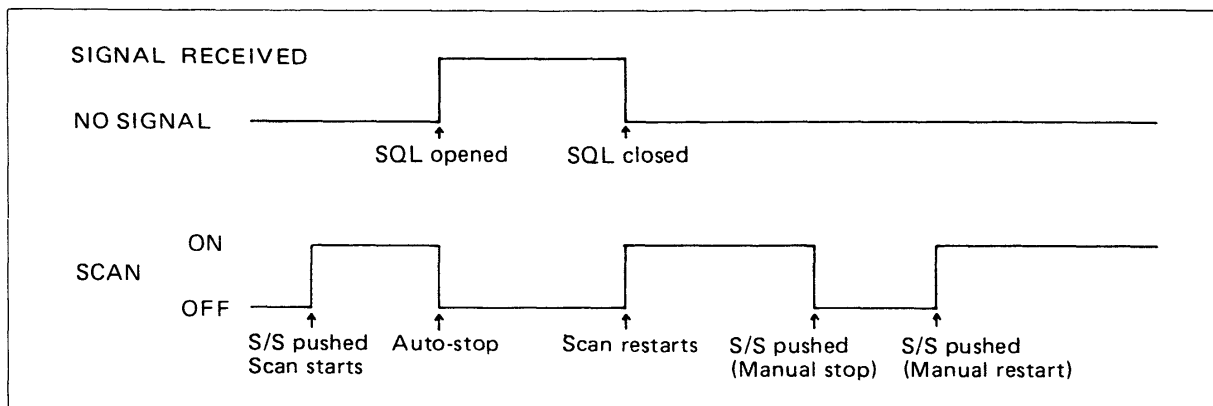 SIGNAL RECEIVED
NO SIGNAL
SQL opened
SQL closed
ON
SCAN
OFF
S/S pushed
Scan starts
Auto-stop
Scan restarts
S/S pushed
(Manual stop)
S/S pushed
(Manual restart)